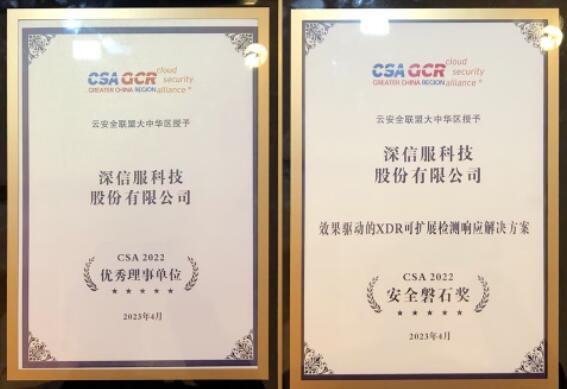 CSA GCR cloud security alliance®
GREATER CHINA REGION
云安全联盟大中华区授予
深信服科技
股份有限公司
CSA 2022
优秀理事单位
2023年4月
CSA GCR cloud security alliance®
GREATER CHINA REGION
云安全联盟大中华区授予
深信服科技
股份有限公司
效果驱动的XDR可扩展检测响应解决方案
CSA 2022
安全磐石奖
2023年4月